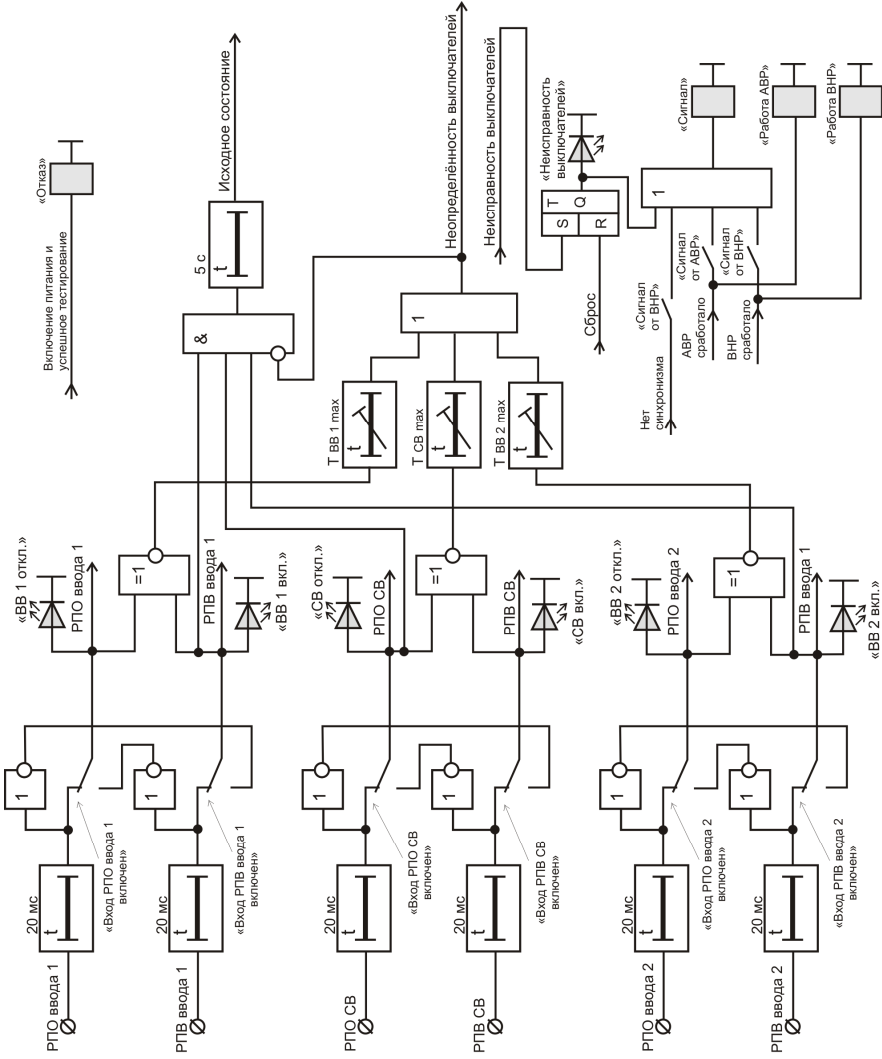 РПО ввода 1
20 мс
t
1
«Вход РПО ввода 1
включен»
«ВВ 1 откл.»
РПО ввода 1
=1
РПВ ввода 1
20 мс
t
1
«Вход РПВ ввода 1
включен»
РПВ ввода 1
«ВВ 1 вкл.»
РПО СВ
20 мс
t
1
«Вход РПО СВ
включен»
«СВ откл.»
РПО СВ
=1
РПВ СВ
20 мс
t
1
«Вход РПВ СВ
включен»
РПВ СВ
«СВ вкл.»
РПО ввода 2
20 мс
t
1
«Вход РПО ввода 2
включен»
«ВВ 2 откл.»
РПО ввода 2
=1
РПВ ввода 2
20 мс
t
1
«Вход РПВ ввода 2
включен»
РПВ ввода 1
«ВВ 2 вкл.»
T ВВ 1 max
t
T СВ max
t
T ВВ 2 max
t
1
&
5 с
t
Исходное состояние
Включение питания и
успешное тестирование
«Отказ»
Неопределённость выключателей
Неисправность выключателей
Сброс
S
T
R
Q
«Неисправность
выключателей»
Нет
синхронизма
«Сигнал
от ВНР»
АВР
сработало
«Сигнал
от АВР»
ВНР
сработало
«Сигнал
от ВНР»
1
«Сигнал»
«Работа АВР»
«Работа ВНР»